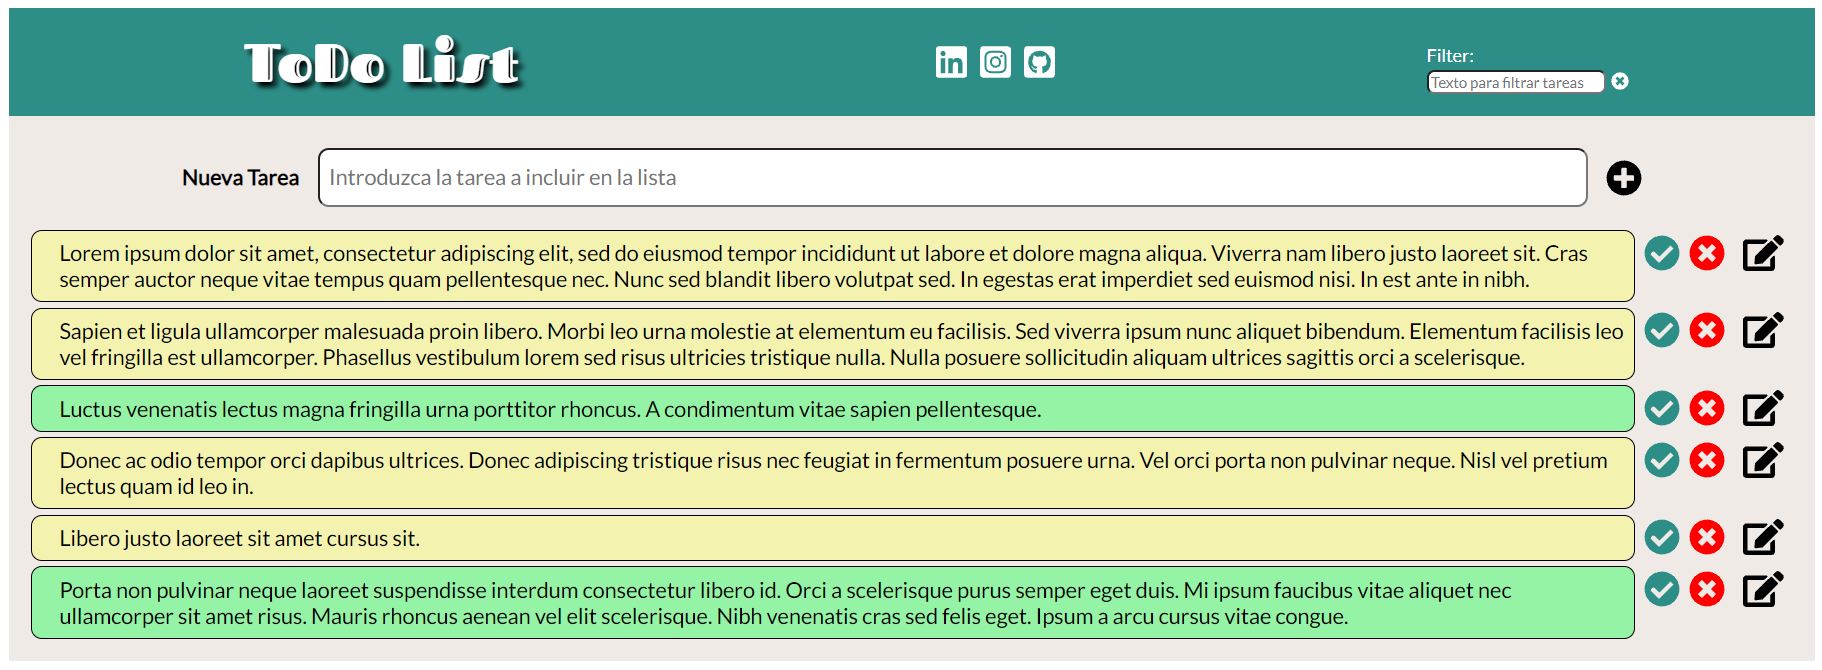 ToDo List
Filter:
Texto para filtrar tareas
Nueva Tarea
Introduzca la tarea a incluir en la lista
Lorem ipsum dolor sit amet, consectetur adipiscing elit, sed do eiusmod tempor incididunt ut labore et dolore magna aliqua. Viverra nam libero justo laoreet sit. Cras
semper auctor neque vitae tempus quam pellentesque nec. Nunc sed blandit libero volutpat sed. In egestas erat imperdiet sed euismod nisi. In est ante in nibh.
Sapien et ligula ullamcorper malesuada proin libero. Morbi leo urna molestie at elementum eu facilisis. Sed viverra ipsum nunc aliquet bibendum. Elementum facilisis leo
vel fringilla est ullamcorper. Phasellus vestibulum lorem sed risus ultricies tristique nulla. Nulla posuere sollicitudin aliquam ultrices sagittis orci a scelerisque.
Luctus venenatis lectus magna fringilla urna porttitor rhoncus. A condimentum vitae sapien pellentesque.
Donec ac odio tempor orci dapibus ultrices. Donec adipiscing tristique risus nec feugiat in fermentum posuere urna. Vel orci porta non pulvinar neque. Nisl vel pretium
lectus quam id leo in.
Libero justo laoreet sit amet cursus sit.
Porta non pulvinar neque laoreet suspendisse interdum consectetur libero id. Orci a scelerisque purus semper eget duis. Mi ipsum faucibus vitae aliquet nec
ullamcorper sit amet risus. Mauris rhoncus aenean vel elit scelerisque. Nibh venenatis cras sed felis eget. Ipsum a arcu cursus vitae congue.